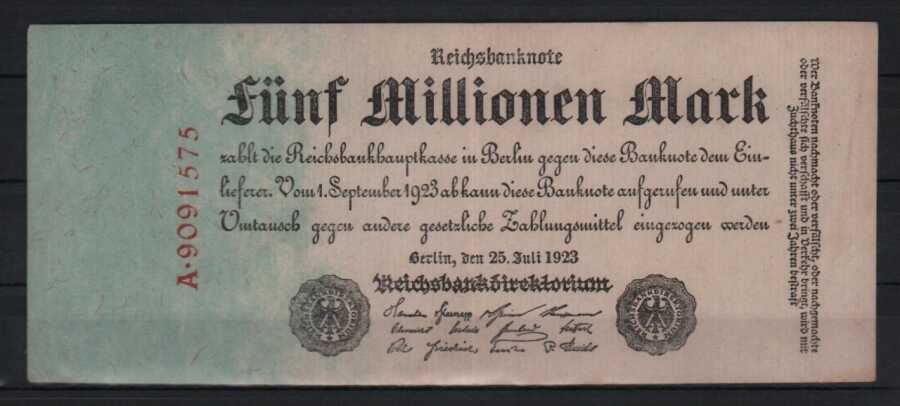 Reichsbanknote
Fünf Millionen Mark
zahlt die Reichsbankhauptkasse in Berlin gegen diese Banknote dem Ein-
lieferer. Vom 1. September 1923 ab kann diese Banknote aufgerufen und unter
Umtausch gegen andere gesetzliche Zahlungsmittel eingezogen werden
Berlin, den 25. Juli 1923
Reichsbankdirektorium
A·9091575
Wer Banknoten nachmacht oder verfälscht, oder nachgemachte
oder verfälschte sich verschafft und in Verkehr bringt, wird mit
Zuchthaus nicht unter zwei Jahren bestraft